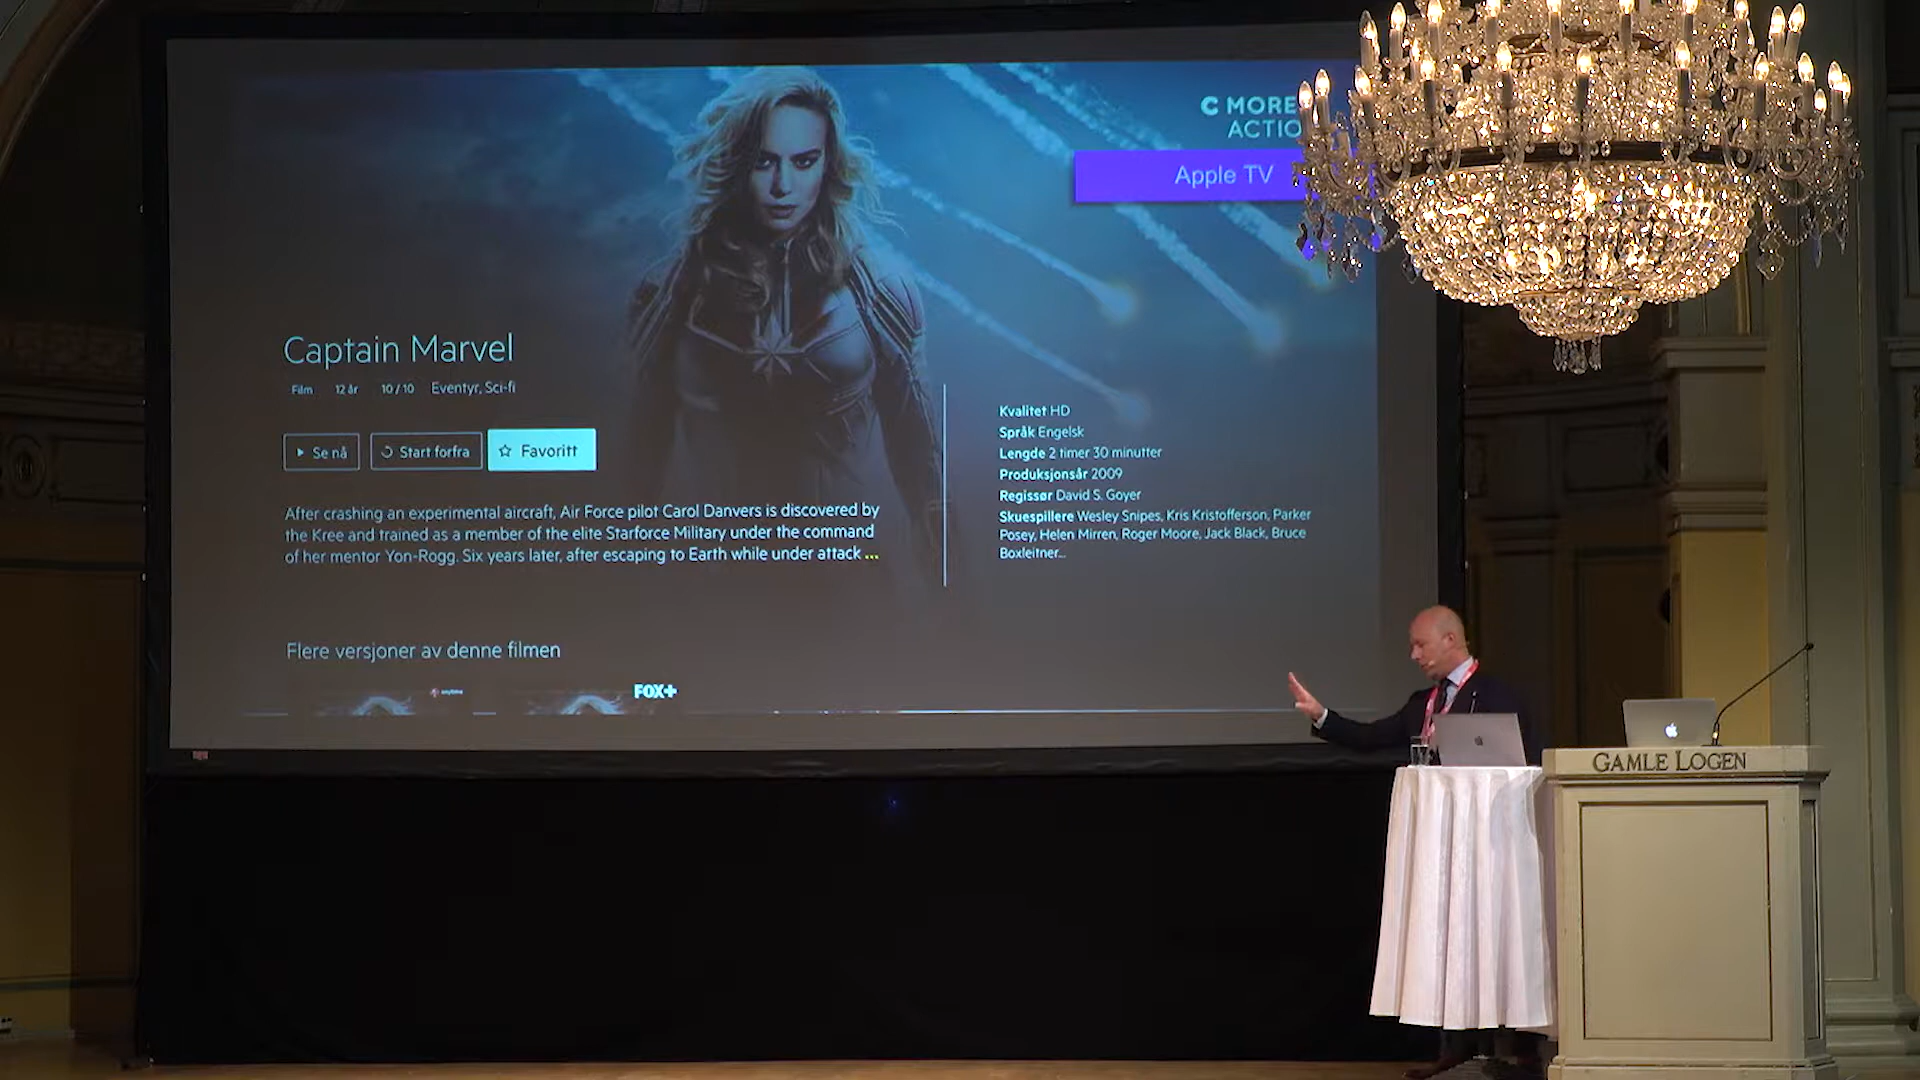 C MORE
ACTIO
Apple TV
Captain Marvel
Film 12 år 10/10 Eventyr, Sci-fi
Se nå Start forfra Favoritt
After crashing an experimental aircraft, Air Force pilot Carol Danvers is discovered by
the Kree and trained as a member of the elite Starforce Military under the command
of her mentor Yon-Rogg. Six years later, after escaping to Earth while under attack ...
Kvalitet HD
Språk Engelsk
Lengde 2 timer 30 minutter
Produksjonsår 2009
Regissør David S. Goyer
Skuespillere Wesley Snipes, Kris Kristofferson, Parker
Posey, Helen Mirren, Roger Moore, Jack Black, Bruce
Boxleitner...
Flere versjoner av denne filmen
FOX+
GAMLE LOGEN